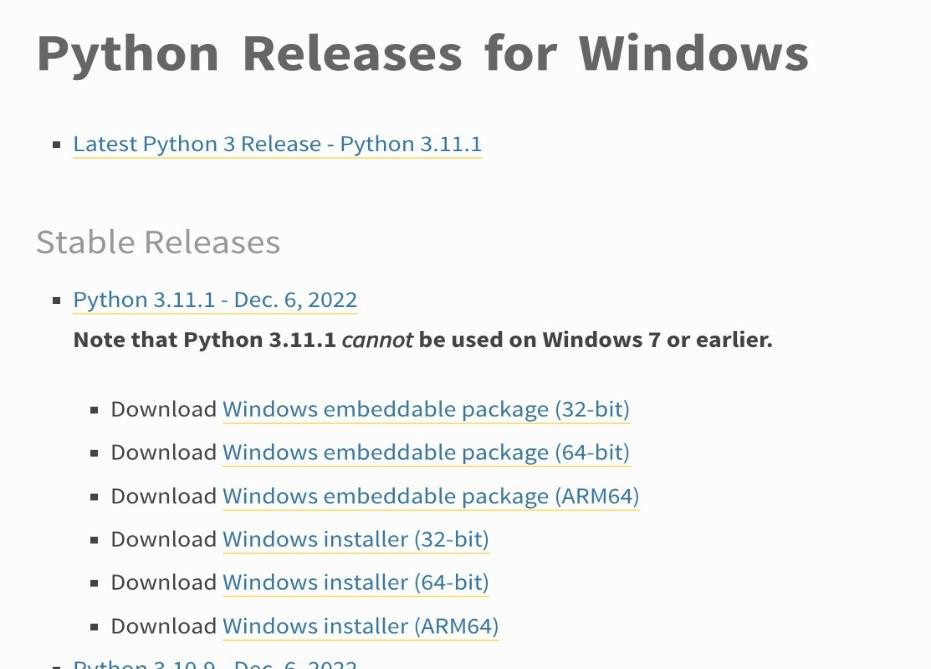 Python Releases for Windows
Latest Python 3 Release - Python 3.11.1
Stable Releases
Python 3.11.1 - Dec. 6, 2022
Note that Python 3.11.1 cannot be used on Windows 7 or earlier.
Download Windows embeddable package (32-bit)
Download Windows embeddable package (64-bit)
Download Windows embeddable package (ARM64)
Download Windows installer (32-bit)
Download Windows installer (64-bit)
Download Windows installer (ARM64)
Python 3.10.9 - Dec. 6, 2022